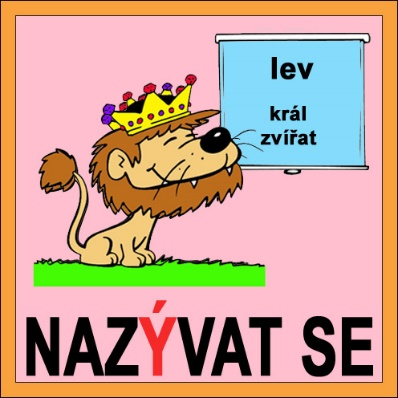 lev
král
zvířat
NAZÝVAT SE